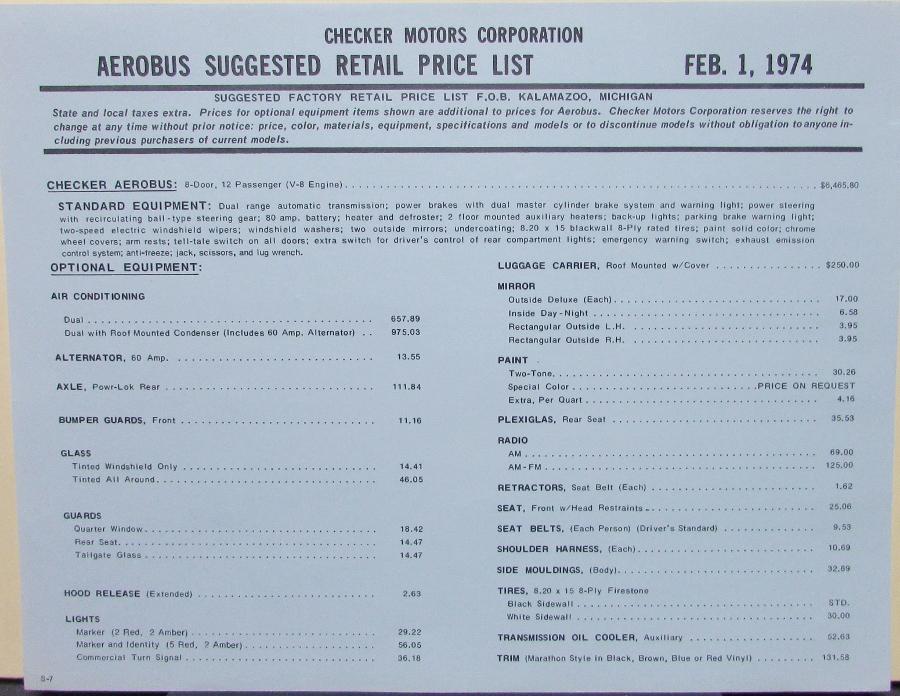 CHECKER MOTORS CORPORATION
AEROBUS SUGGESTED RETAIL PRICE LIST FEB. 1, 1974
SUGGESTED FACTORY RETAIL PRICE LIST F.O.B. KALAMAZOO, MICHIGAN
State and local taxes extra. Prices for optional equipment items shown are additional to prices for Aerobus. Checker Motors Corporation reserves the right to
change at any time without prior notice: price, color, materials, equipment, specifications and models or to discontinue models without obligation to anyone in-
cluding previous purchasers of current models.
CHECKER AEROBUS: 8-Door, 12 Passenger (V-8 Engine) . . . . $6,465.80
STANDARD EQUIPMENT: Dual range automatic transmission; power brakes with dual master cylinder brake system and warning light; power steering
with recirculating ball-type steering gear; 80 amp. battery; heater and defroster; 2 floor mounted auxiliary heaters; back-up lights; parking brake warning light;
two-speed electric windshield wipers; windshield washers; two outside mirrors; undercoating; 8.20 x 15 blackwall 8-Ply rated tires; paint solid color; chrome
wheel covers; arm rests; tell-tale switch on all doors; extra switch for driver's control of rear compartment lights; emergency warning switch; exhaust emission
control system; anti-freeze; jack, scissors, and lug wrench.
OPTIONAL EQUIPMENT:
AIR CONDITIONING
Dual . . . . 657.89
Dual with Roof Mounted Condenser (Includes 60 Amp. Alternator) . . 975.03
ALTERNATOR, 60 Amp. . . . . 13.55
AXLE, Powr-Lok Rear . . . . 111.84
BUMPER GUARDS, Front . . . . 11.16
GLASS
Tinted Windshield Only . . . . 14.41
Tinted All Around . . . . 46.05
GUARDS
Quarter Window . . . . 18.42
Rear Seat . . . . 14.47
Tailgate Glass . . . . 14.47
HOOD RELEASE (Extended) . . . . 2.63
LIGHTS
Marker (2 Red, 2 Amber) . . . . 29.22
Marker and Identity (5 Red, 2 Amber) . . . . 56.05
Commercial Turn Signal . . . . 36.18
S-7
LUGGAGE CARRIER, Roof Mounted w/Cover . . . . $250.00
MIRROR
Outside Deluxe (Each) . . . . 17.00
Inside Day-Night . . . . 6.58
Rectangular Outside L.H. . . . . 3.95
Rectangular Outside R.H. . . . . 3.95
PAINT
Two-Tone . . . . 30.26
Special Color . . . . PRICE ON REQUEST
Extra, Per Quart . . . . 4.16
PLEXIGLAS, Rear Seat . . . . 35.53
RADIO
AM . . . . 69.00
AM-FM . . . . 125.00
RETRACTORS, Seat Belt (Each) . . . . 1.62
SEAT, Front w/Head Restraints . . . . 25.06
SEAT BELTS, (Each Person) (Driver's Standard) . . . . 9.53
SHOULDER HARNESS, (Each) . . . . 10.69
SIDE MOULDINGS, (Body) . . . . 32.89
TIRES, 8.20 x 15 8-Ply Firestone
Black Sidewall . . . . STD.
White Sidewall . . . . 30.00
TRANSMISSION OIL COOLER, Auxiliary . . . . 52.63
TRIM (Marathon Style in Black, Brown, Blue or Red Vinyl) . . . . 131.58